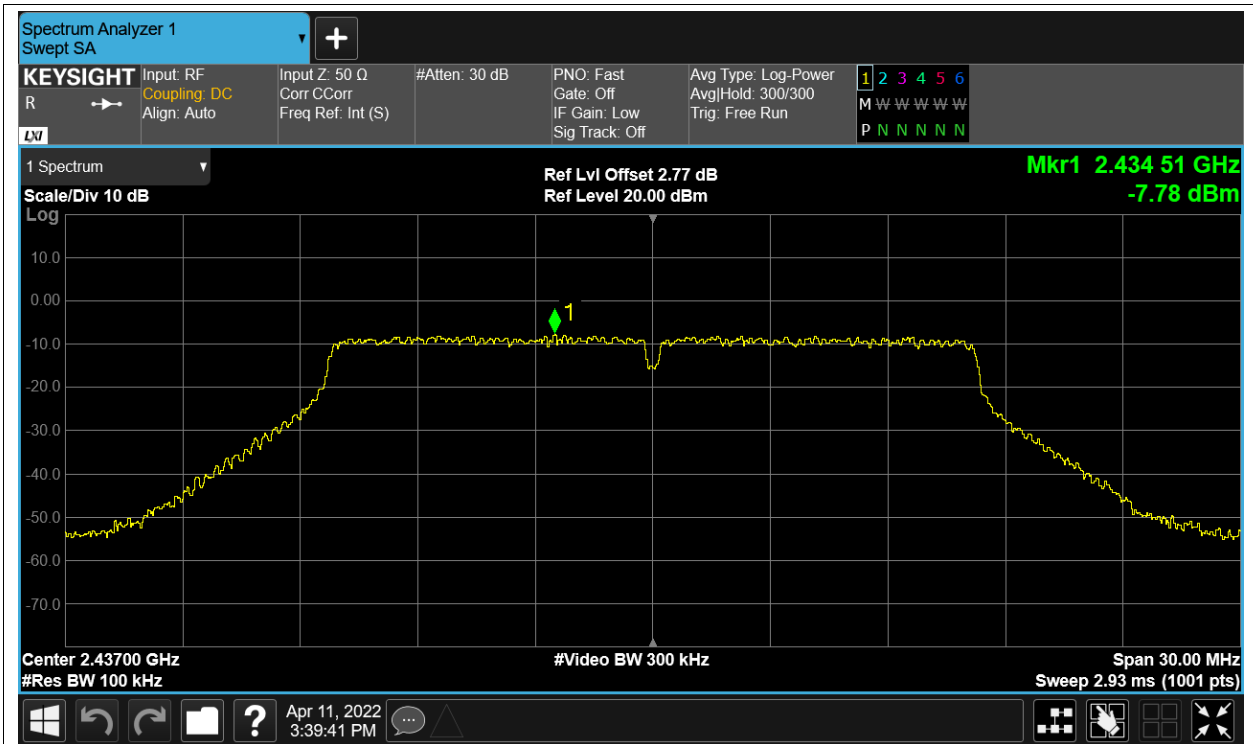 Spectrum Analyzer 1
Swept SA
KEYSIGHT
R
LXI
Input: RF
Coupling: DC
Align: Auto
Input Z: 50 Ω
Corr CCorr
Freq Ref: Int (S)
#Atten: 30 dB
PNO: Fast
Gate: Off
IF Gain: Low
Sig Track: Off
Avg Type: Log-Power
Avg|Hold: 300/300
Trig: Free Run
1 2 3 4 5 6
M W W W W W
P N N N N N
1 Spectrum
Scale/Div 10 dB
Ref Lvl Offset 2.77 dB
Ref Level 20.00 dBm
Mkr1 2.434 51 GHz
-7.78 dBm
Log
10.0
0.00
-10.0
-20.0
-30.0
-40.0
-50.0
-60.0
-70.0
1
Center 2.43700 GHz
#Res BW 100 kHz
#Video BW 300 kHz
Span 30.00 MHz
Sweep 2.93 ms (1001 pts)
?
Apr 11, 2022
3:39:41 PM